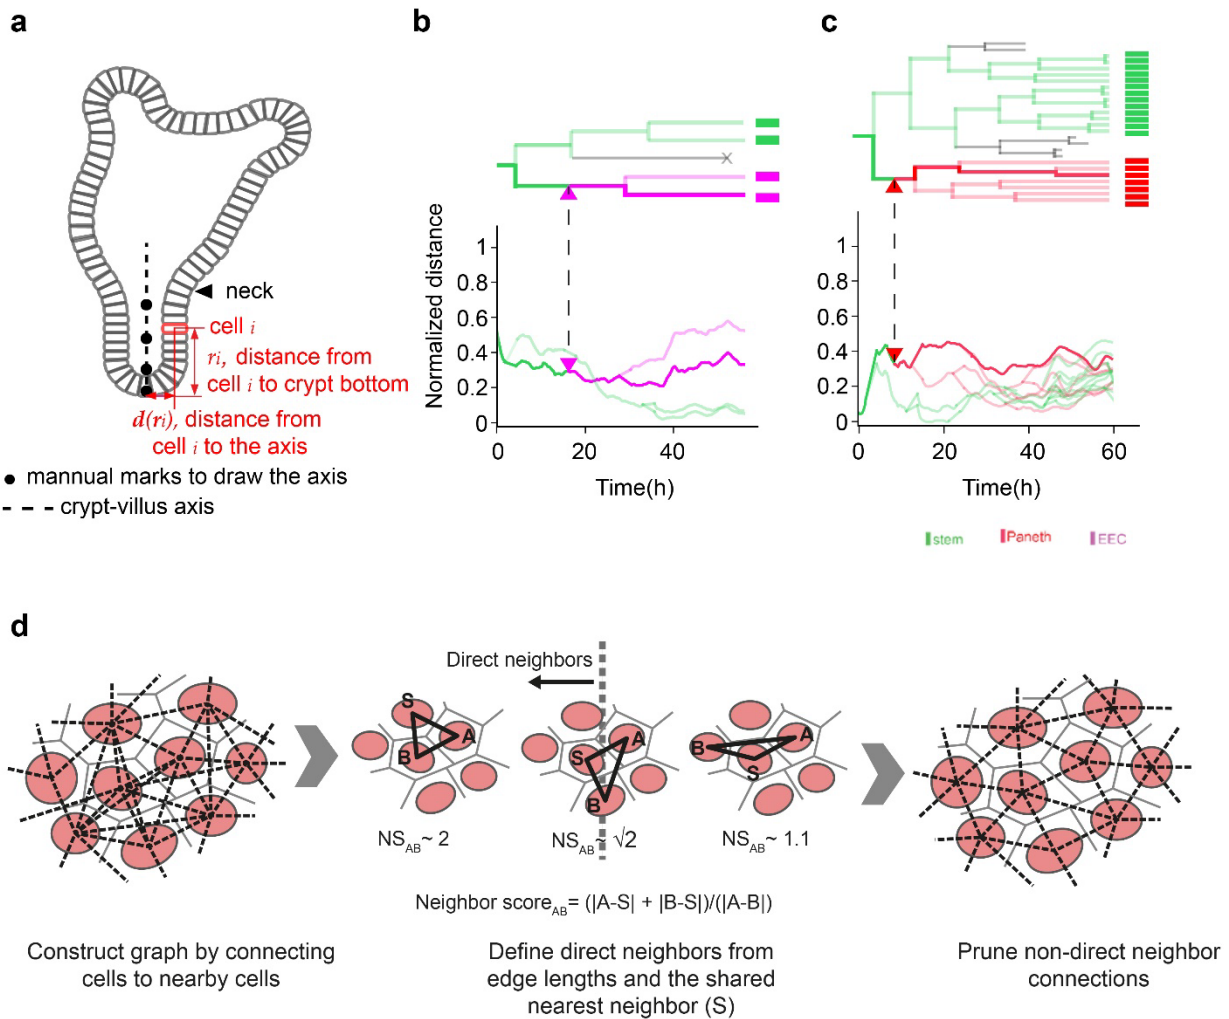 a
neck
cell i
ri, distance from
cell i to crypt bottom
d(ri), distance from
cell i to the axis
mannual marks to draw the axis
crypt-villus axis
b
Normalized distance
1
0.8
0.6
0.4
0.2
0
0
20
40
Time(h)
c
1
0.8
0.6
0.4
0.2
0
0
20
40
60
Time(h)
stem
Paneth
EEC
d
Direct neighbors
S
A
B
NSAB~ 2
A
S
B
NSAB~ √2
B
A
S
NSAB~ 1.1
Neighbor scoreAB= (|A-S| + |B-S|)/(|A-B|)
Construct graph by connecting
cells to nearby cells
Define direct neighbors from
edge lengths and the shared
nearest neighbor (S)
Prune non-direct neighbor
connections